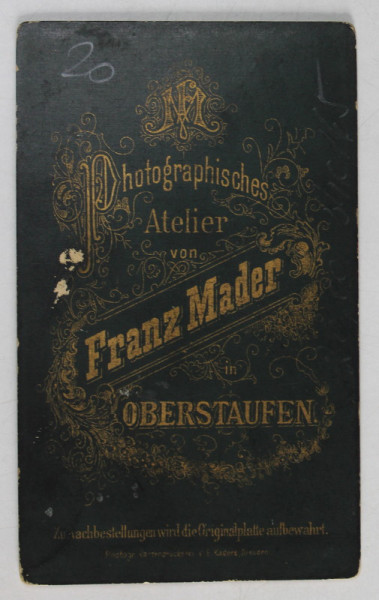 20
FM
Photographisches
Atelier
von
Franz Mader
in
OBERSTAUFEN.
Zu Nachbestellungen wird die Originalplatte aufbewahrt.